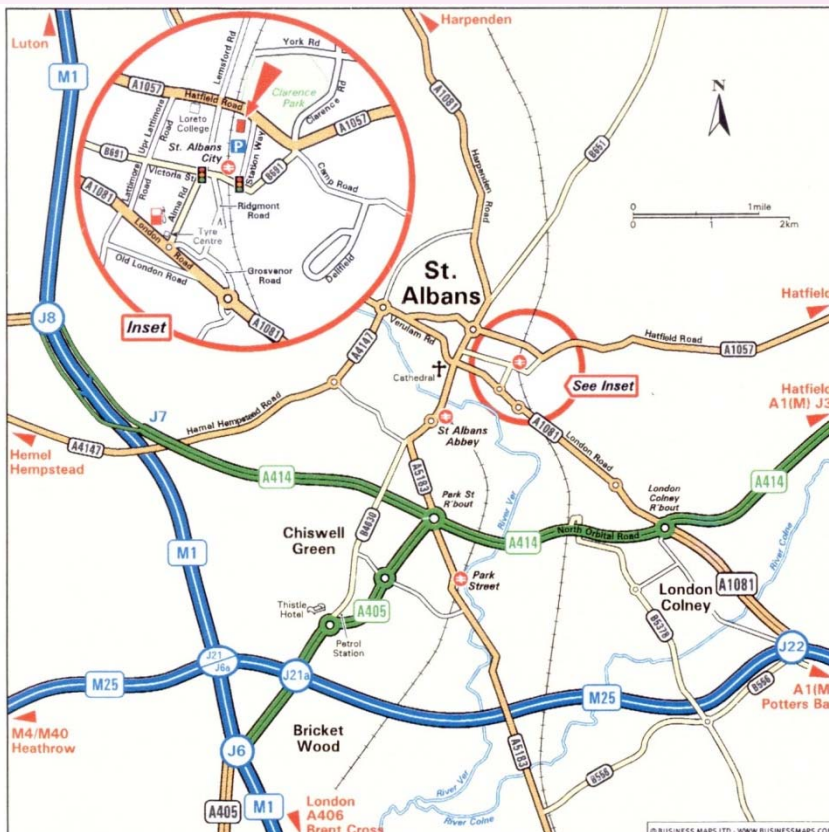 Luton
Harpenden
M1
Lemsford Rd
York Rd
A1057
Hatfield Road
Clarence Park
Clarence Rd
Loreto College
Upr Lattimore Road
Lattimore Road
P
A1057
St. Albans City
Station Way
B691
Victoria St
B691
Camp Road
A1081
Alma Rd
Ridgmont Road
Tyre Centre
London Road
Old London Road
Grosvenor Road
Dellfield
A1081
Inset
A1081
Harpenden Road
B651
N
0 1mile
0 1 2km
St. Albans
Hatfield
J8
Verulam Rd
A4147
Hatfield Road
A1057
Cathedral
See Inset
Hatfield
A1(M) J3
J7
Hemel Hempstead Road
A4147
Hemel
Hempstead
St Albans
Abbey
A1081
London Road
A414
A5183
Park St
R'bout
London
Colney
R'bout
A414
River Ver
Chiswell
Green
B4630
A414
North Orbital Road
River Colne
M1
Park
Street
A1081
London
Colney
Thistle
Hotel
A405
Petrol
Station
B5378
J21
J6a
J22
M25
J21a
M25
B556
A1(M)
Potters Ba
M4/M40
Heathrow
J6
Bricket
Wood
A5183
B556
River Ver
A405
M1
London
A406
Brent Cross
River Colne
© BUSINESS MAPS LTD - WWW.BUSINESSMAPS.CO